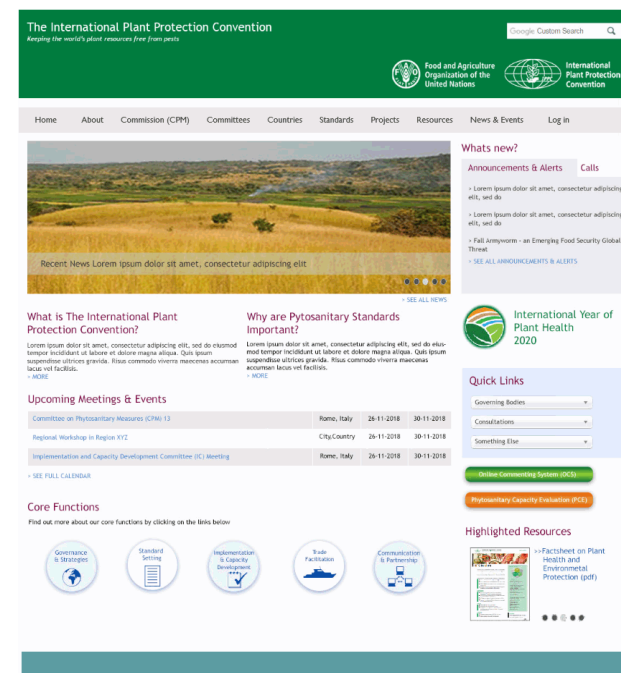 The International Plant Protection Convention
Keeping the world's plant resources free from pests
Google Custom Search
Food and Agriculture
Organization of the
United Nations
International
Plant Protection
Convention
Home About Commission (CPM) Committees Countries Standards Projects Resources News & Events Log in
Recent News Lorem ipsum dolor sit amet, consectetur adipiscing elit
» SEE ALL NEWS
Whats new?
Announcements & Alerts Calls
» Lorem ipsum dolor sit amet, consectetur adipiscing
elit, sed do
» Lorem ipsum dolor sit amet, consectetur adipiscing
elit, sed do
» Fall Armyworm - an Emerging Food Security Global
Threat
» SEE ALL ANNOUNCEMENTS & ALERTS
What is The International Plant
Protection Convention?
Lorem ipsum dolor sit amet, consectetur adipiscing elit, sed do eiusmod
tempor incididunt ut labore et dolore magna aliqua. Quis ipsum
suspendisse ultrices gravida. Risus commodo viverra maecenas accumsan
lacus vel facilisis.
» MORE
Why are Pytosanitary Standards
Important?
Lorem ipsum dolor sit amet, consectetur adipiscing elit, sed do eius-
mod tempor incididunt ut labore et dolore magna aliqua. Quis ipsum
suspendisse ultrices gravida. Risus commodo viverra maecenas
accumsan lacus vel facilisis.
» MORE
International Year of
Plant Health
2020
Upcoming Meetings & Events
Committee on Phytosanitary Measures (CPM) 13 Rome, Italy 26-11-2018 30-11-2018
Regional Workshop in Region XYZ City,Country 26-11-2018 30-11-2018
Implementation and Capacity Development Committee (IC) Meeting Rome, Italy 26-11-2018 30-11-2018
» SEE FULL CALENDAR
Quick Links
Governing Bodies
Consultations
Something Else
Online Commenting System (OCS)
Phytosanitary Capacity Evaluation (PCE)
Core Functions
Find out more about our core functions by clicking on the links below
Governance
& Strategies
Standard
Setting
Implementation
& Capacity
Development
Trade
Facilitation
Communication
& Partnership
Highlighted Resources
>>Factsheet on Plant
Health and
Environmetal
Protection (pdf)